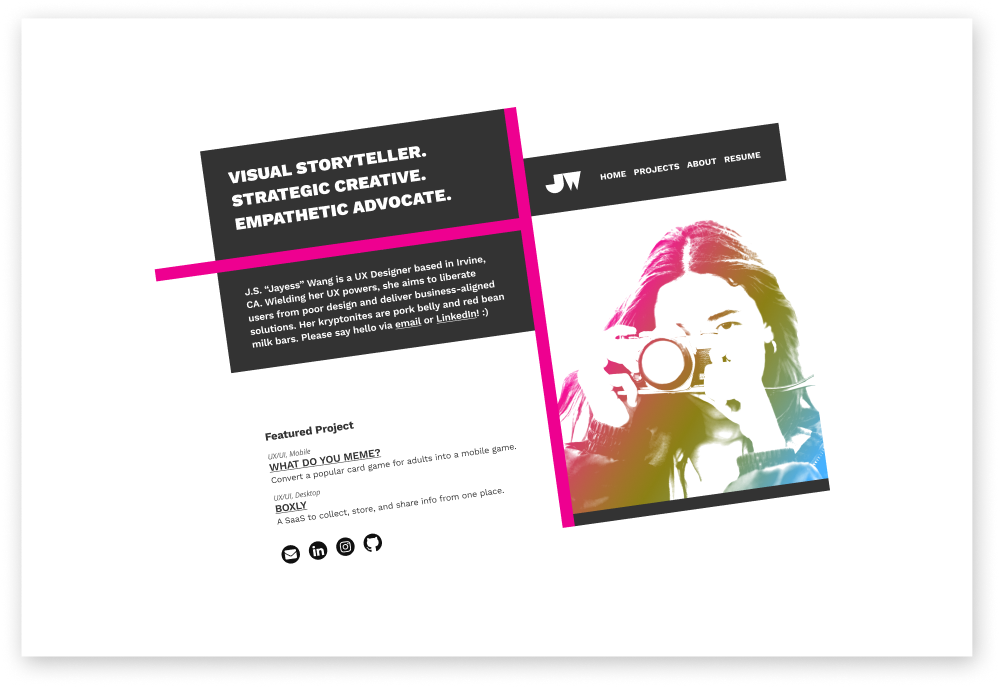 VISUAL STORYTELLER.
STRATEGIC CREATIVE.
EMPATHETIC ADVOCATE.
JW
HOME PROJECTS ABOUT RESUME
J.S. “Jayess” Wang is a UX Designer based in Irvine,
CA. Wielding her UX powers, she aims to liberate
users from poor design and deliver business-aligned
solutions. Her kryptonites are pork belly and red bean
milk bars. Please say hello via email or LinkedIn! :)
Featured Project
UX/UI, Mobile
WHAT DO YOU MEME?
Convert a popular card game for adults into a mobile game.
UX/UI, Desktop
BOXLY
A SaaS to collect, store, and share info from one place.
in